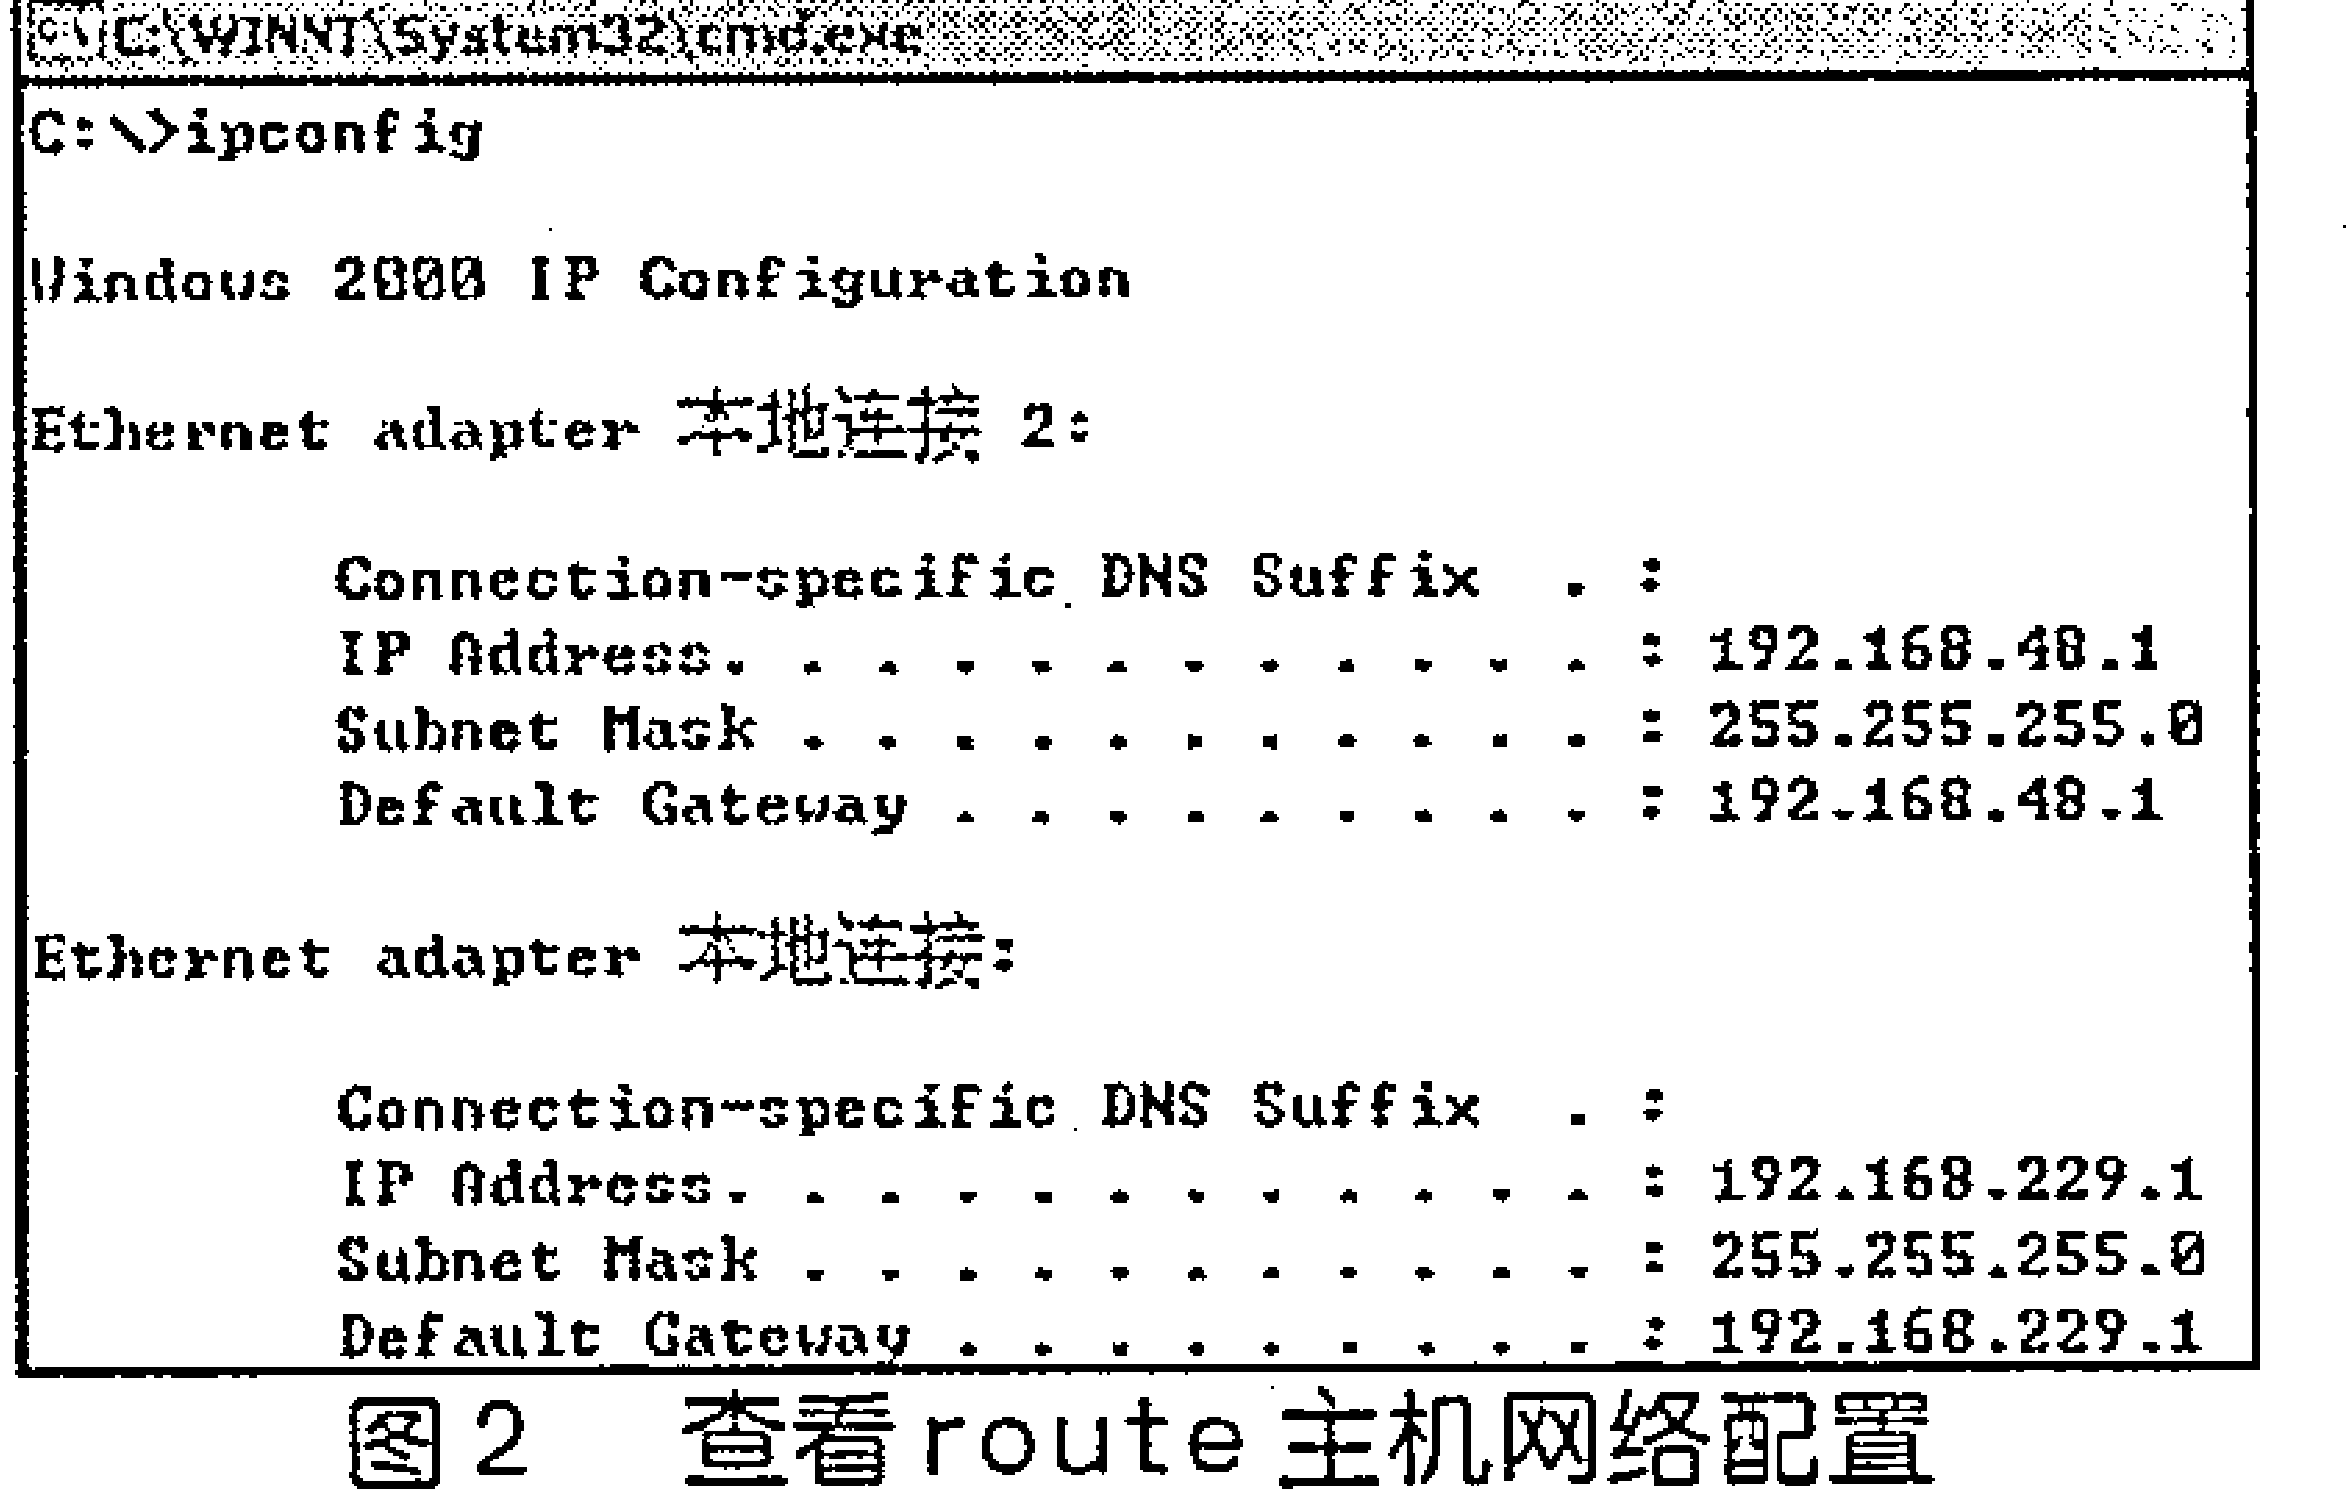 C:\WINNT\System32\cmd.exe
C:\>ipconfig
Windows 2000 IP Configuration
Ethernet adapter 本地连接 2:
Connection-specific DNS Suffix . :
IP Address. . . . . . . . . . . . : 192.168.48.1
Subnet Mask . . . . . . . . . . . : 255.255.255.0
Default Gateway . . . . . . . . . : 192.168.48.1
Ethernet adapter 本地连接:
Connection-specific DNS Suffix . :
IP Address. . . . . . . . . . . . : 192.168.229.1
Subnet Mask . . . . . . . . . . . : 255.255.255.0
Default Gateway . . . . . . . . . : 192.168.229.1
图2 查看route主机网络配置